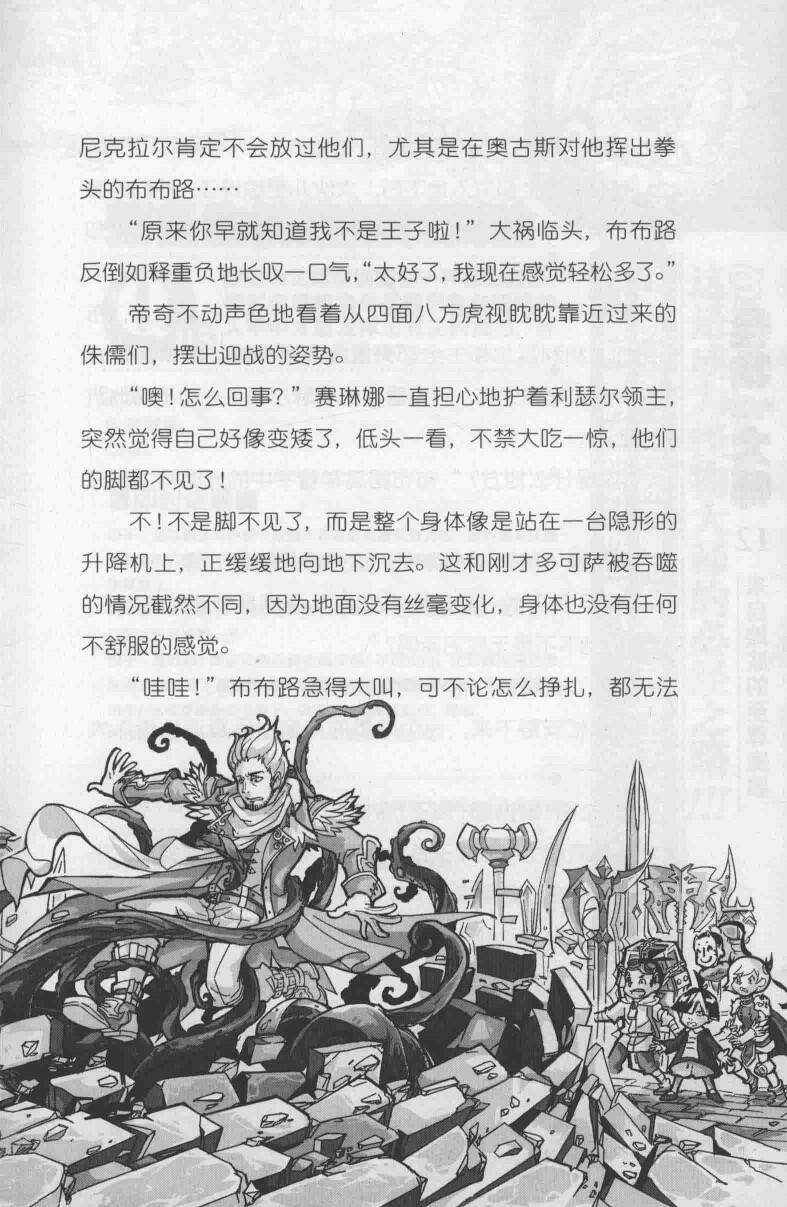 尼克拉尔肯定不会放过他们，尤其是在奥古斯对他挥出拳
头的布布路……
“原来你早就知道我不是王子啦！”大祸临头，布布路
反倒如释重负地长叹一口气，“太好了，我现在感觉轻松多了。”
帝奇不动声色地看着从四面八方虎视眈眈靠近过来的
侏儒们，摆出迎战的姿势。
“噢！怎么回事？”赛琳娜一直担心地护着利瑟尔领主，
突然觉得自己好像变矮了，低头一看，不禁大吃一惊，他们
的脚都不见了！
不！不是脚不见了，而是整个身体像是站在一台隐形的
升降机上，正缓缓地向地下沉去。这和刚才多可萨被吞噬
的情况截然不同，因为地面没有丝毫变化，身体也没有任何
不舒服的感觉。
“哇哇！”布布路急得大叫，可不论怎么挣扎，都无法